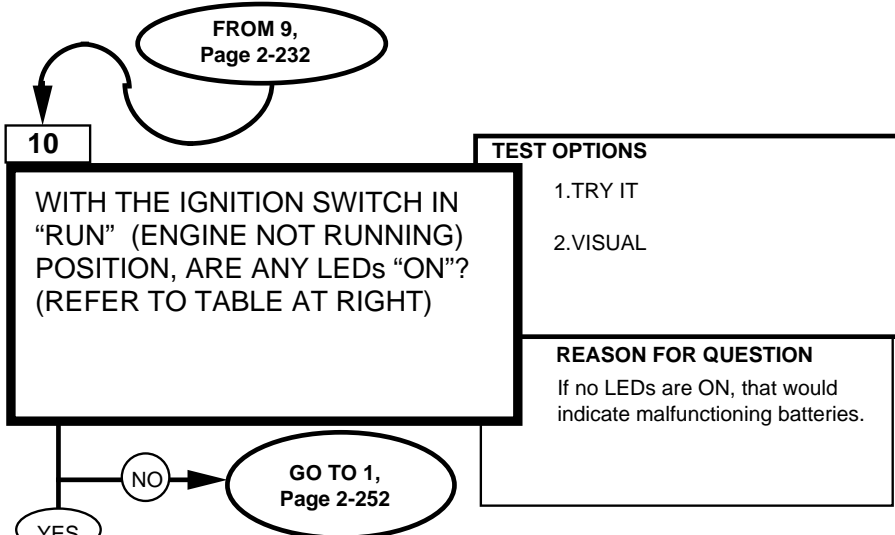 FROM 9,
Page 2-232
10
WITH THE IGNITION SWITCH IN
“RUN” (ENGINE NOT RUNNING)
POSITION, ARE ANY LEDs “ON”?
(REFER TO TABLE AT RIGHT)
TEST OPTIONS
1.TRY IT
2.VISUAL
REASON FOR QUESTION
If no LEDs are ON, that would
indicate malfunctioning batteries.
NO
GO TO 1,
Page 2-252
YES